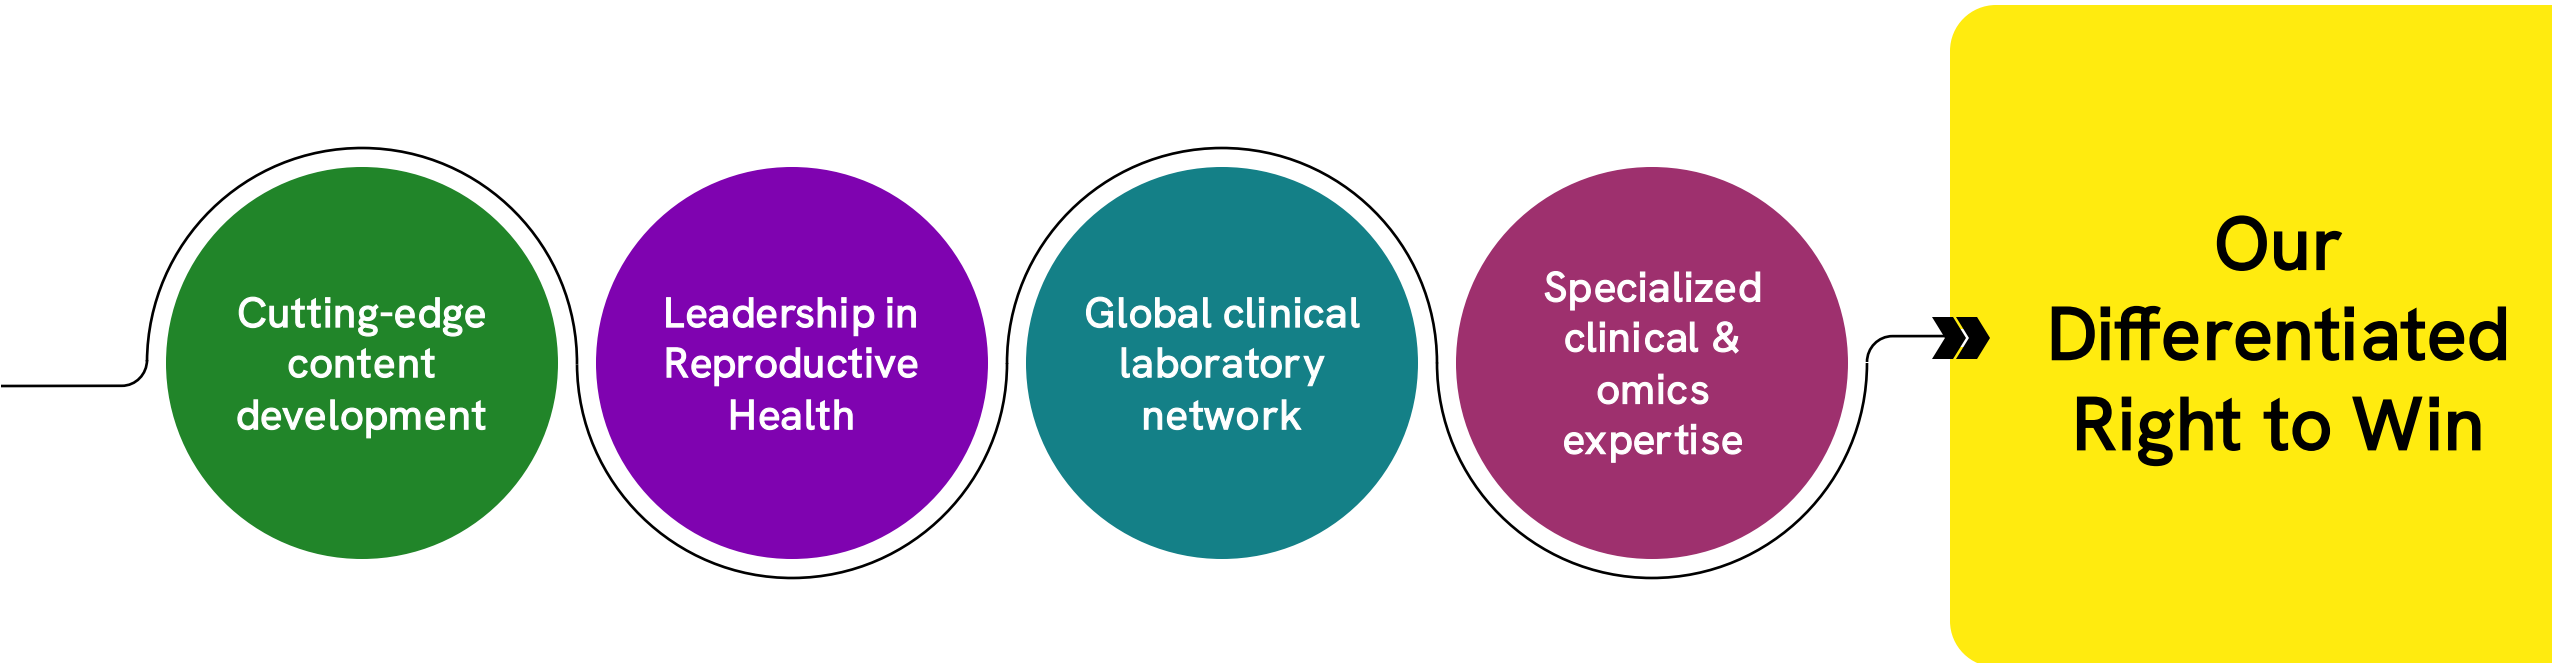 Cutting-edge
content
development
Leadership in
Reproductive
Health
Global clinical
laboratory
network
Specialized
clinical &
omics
expertise
Our
Differentiated
Right to Win